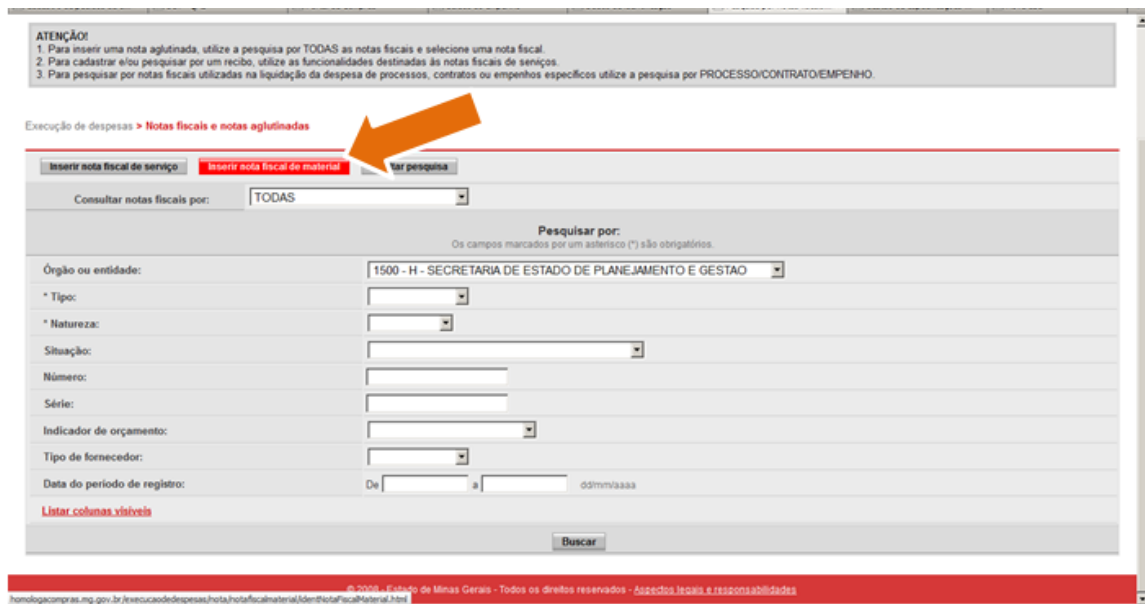 ATENÇÃO!
1. Para inserir uma nota aglutinada, utilize a pesquisa por TODAS as notas fiscais e selecione uma nota fiscal.
2. Para cadastrar e/ou pesquisar por um recibo, utilize as funcionalidades destinadas às notas fiscais de serviços.
3. Para pesquisar por notas fiscais utilizadas na liquidação da despesa de processos, contratos ou empenhos específicos utilize a pesquisa por PROCESSO/CONTRATO/EMPENHO.
Execução de despesas > Notas fiscais e notas aglutinadas
Inserir nota fiscal de serviço Inserir nota fiscal de material tar pesquisa
Consultar notas fiscais por: TODAS
Pesquisar por:
Os campos marcados por um asterisco (*) são obrigatórios.
Órgão ou entidade: 1500 - H - SECRETARIA DE ESTADO DE PLANEJAMENTO E GESTAO
* Tipo:
* Natureza:
Situação:
Número:
Série:
Indicador de orçamento:
Tipo de fornecedor:
Data do período de registro: De a dd/mm/aaaa
Listar colunas visíveis
Buscar
© 2008 - Estado de Minas Gerais - Todos os direitos reservados - Aspectos legais e responsabilidades
homologacompras.mg.gov.br/execucaodedespesas/nota/notafiscalmaterial/identNotaFiscalMaterial.html